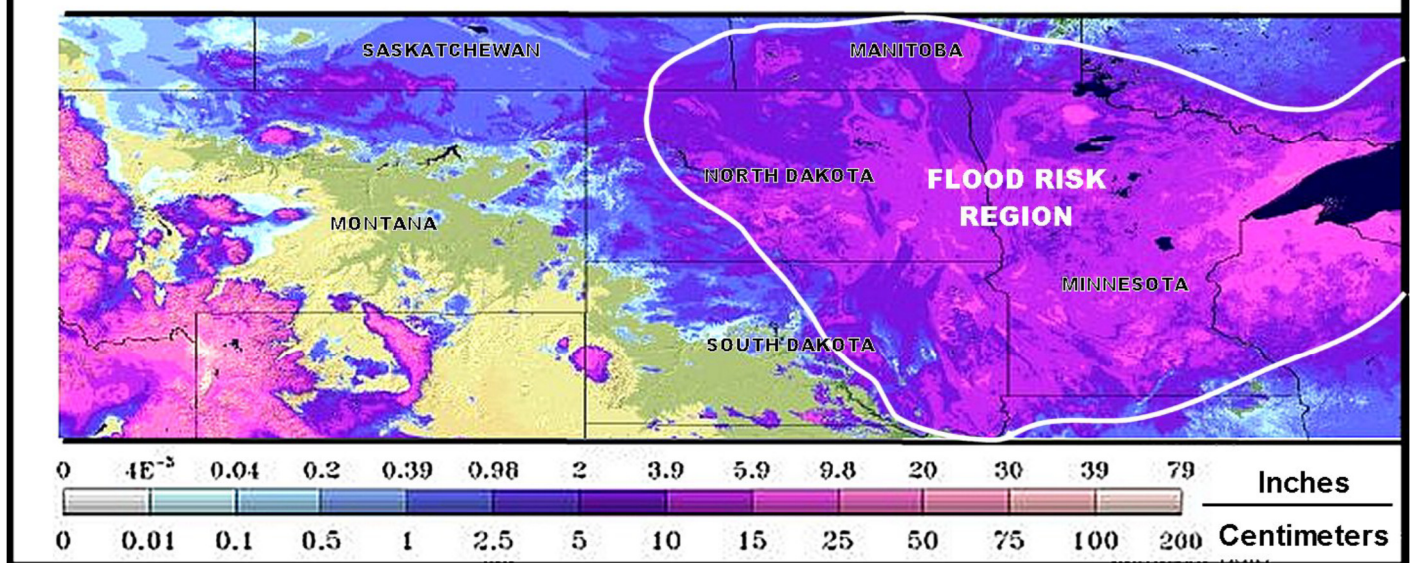 SASKATCHEWAN
MANITOBA
NORTH DAKOTA
FLOOD RISK
REGION
MONTANA
MINNESOTA
SOUTH DAKOTA
0 4E⁻³ 0.04 0.2 0.39 0.98 2 3.9 5.9 9.8 20 30 39 79
Inches
0 0.01 0.1 0.5 1 2.5 5 10 15 25 50 75 100 200
Centimeters